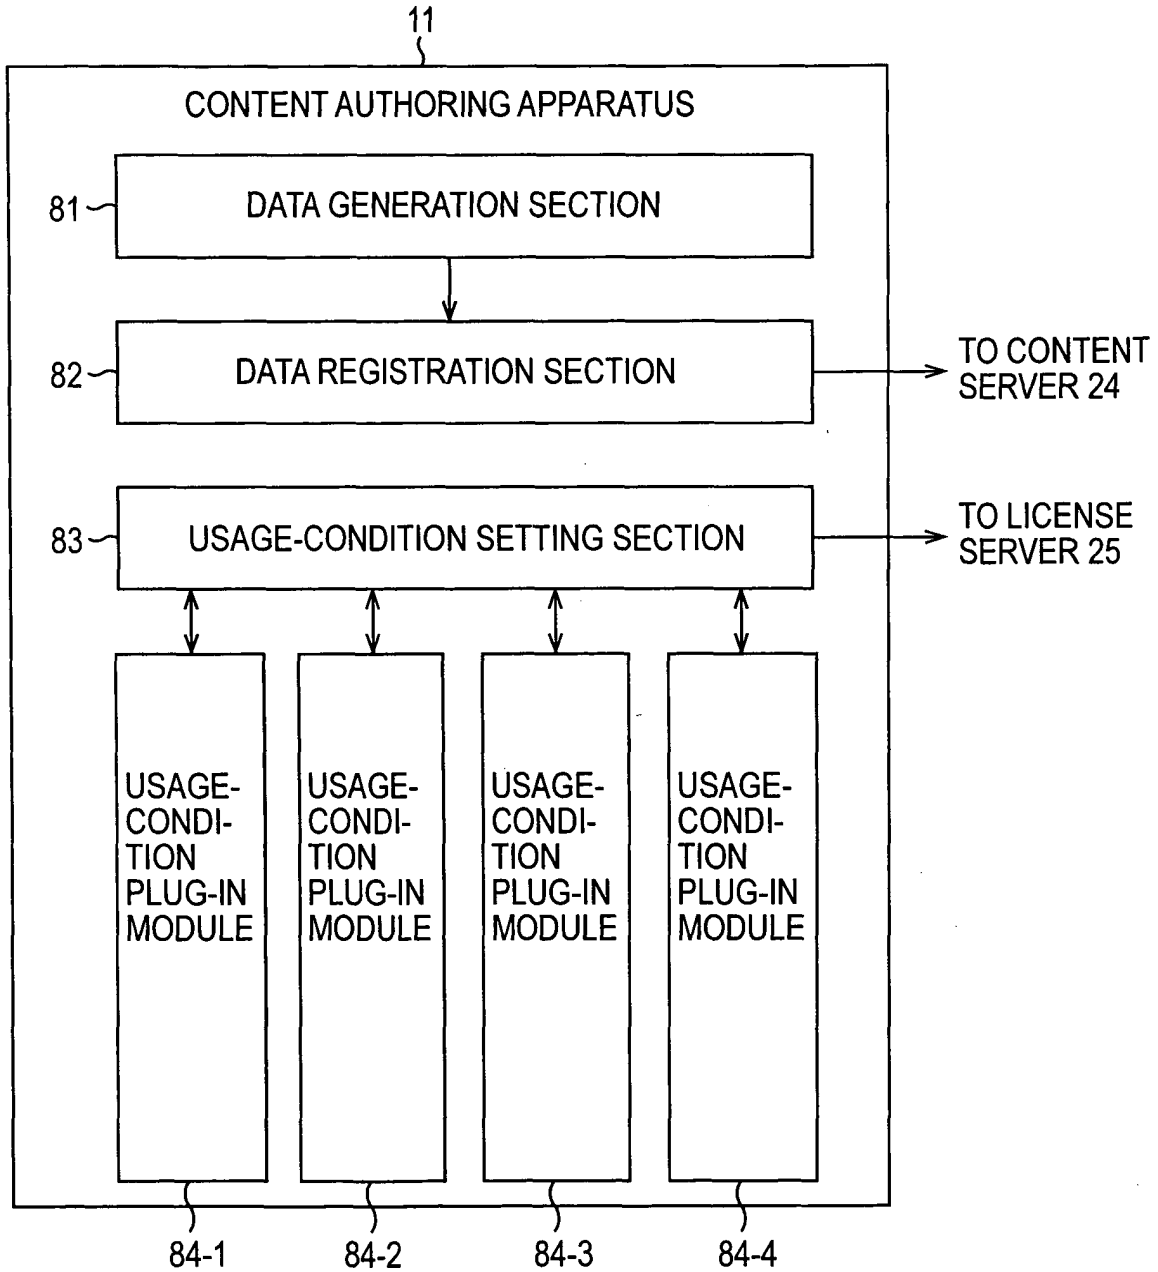 11
CONTENT AUTHORING APPARATUS
81
DATA GENERATION SECTION
82
DATA REGISTRATION SECTION
TO CONTENT
SERVER 24
83
USAGE-CONDITION SETTING SECTION
TO LICENSE
SERVER 25
USAGE-
CONDI-
TION
PLUG-IN
MODULE
USAGE-
CONDI-
TION
PLUG-IN
MODULE
USAGE-
CONDI-
TION
PLUG-IN
MODULE
USAGE-
CONDI-
TION
PLUG-IN
MODULE
84-1
84-2
84-3
84-4